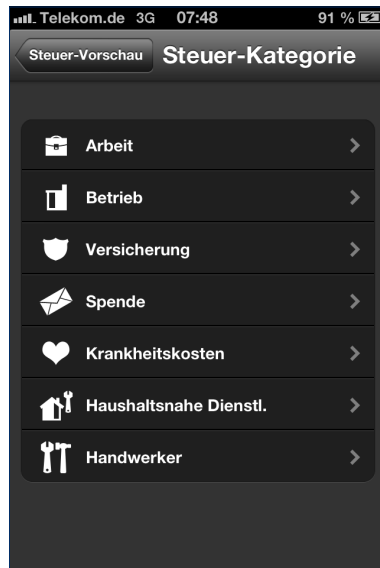 Telekom.de 3G 07:48 91 %
Steuer-Vorschau Steuer-Kategorie
Arbeit
Betrieb
Versicherung
Spende
Krankheitskosten
Haushaltsnahe Dienstl.
Handwerker